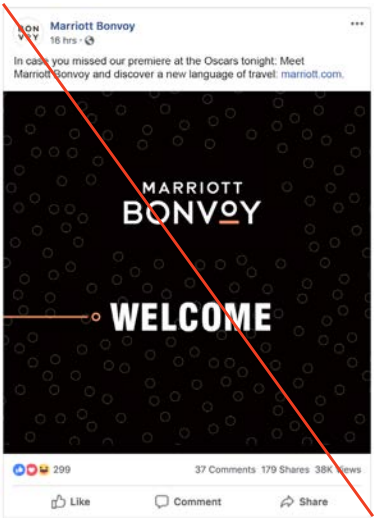 BON
VOY
Marriott Bonvoy
16 hrs ·
In case you missed our premiere at the Oscars tonight: Meet
Marriott Bonvoy and discover a new language of travel: marriott.com.
MARRIOTT
BONVOY
WELCOME
299
37 Comments 179 Shares 38K Views
Like
Comment
Share